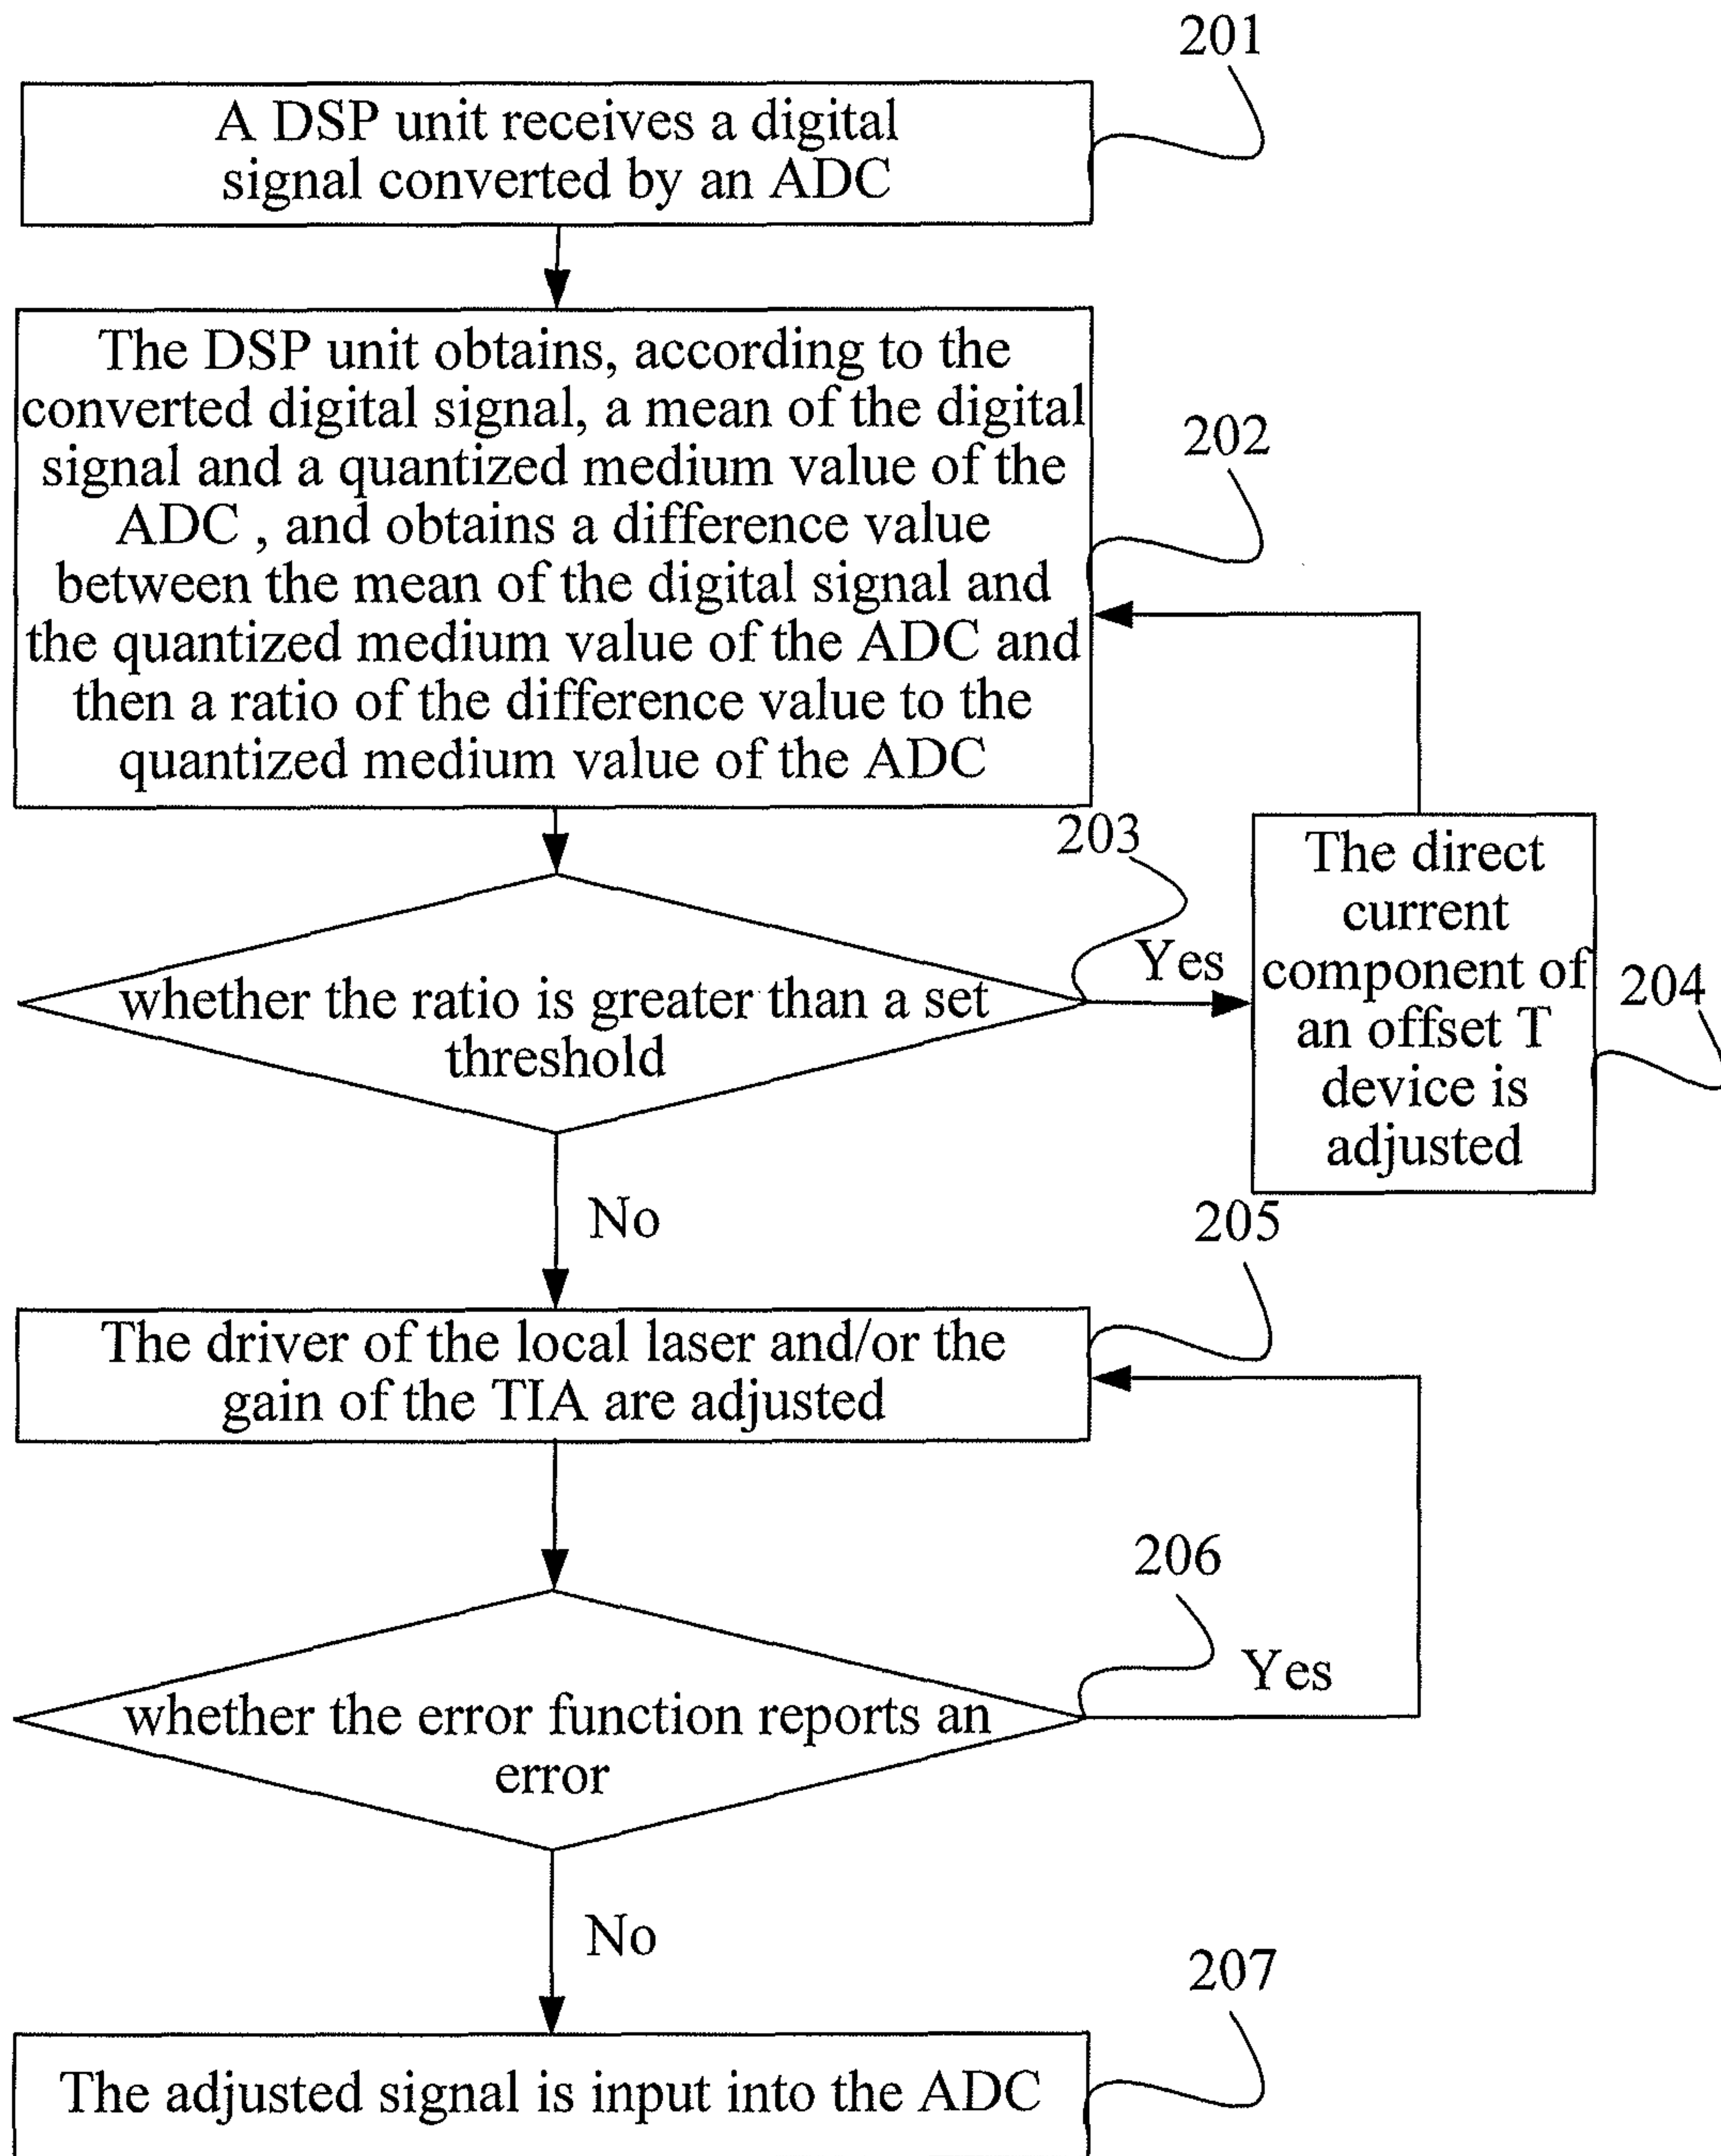 201
A DSP unit receives a digital
signal converted by an ADC
The DSP unit obtains, according to the
converted digital signal, a mean of the digital
signal and a quantized medium value of the
ADC , and obtains a difference value
between the mean of the digital signal and
the quantized medium value of the ADC and
then a ratio of the difference value to the
quantized medium value of the ADC
202
203
whether the ratio is greater than a set
threshold
Yes
The direct
current
component of
an offset T
device is
adjusted
204
No
205
The driver of the local laser and/or the
gain of the TIA are adjusted
206
whether the error function reports an
error
Yes
No
207
The adjusted signal is input into the ADC